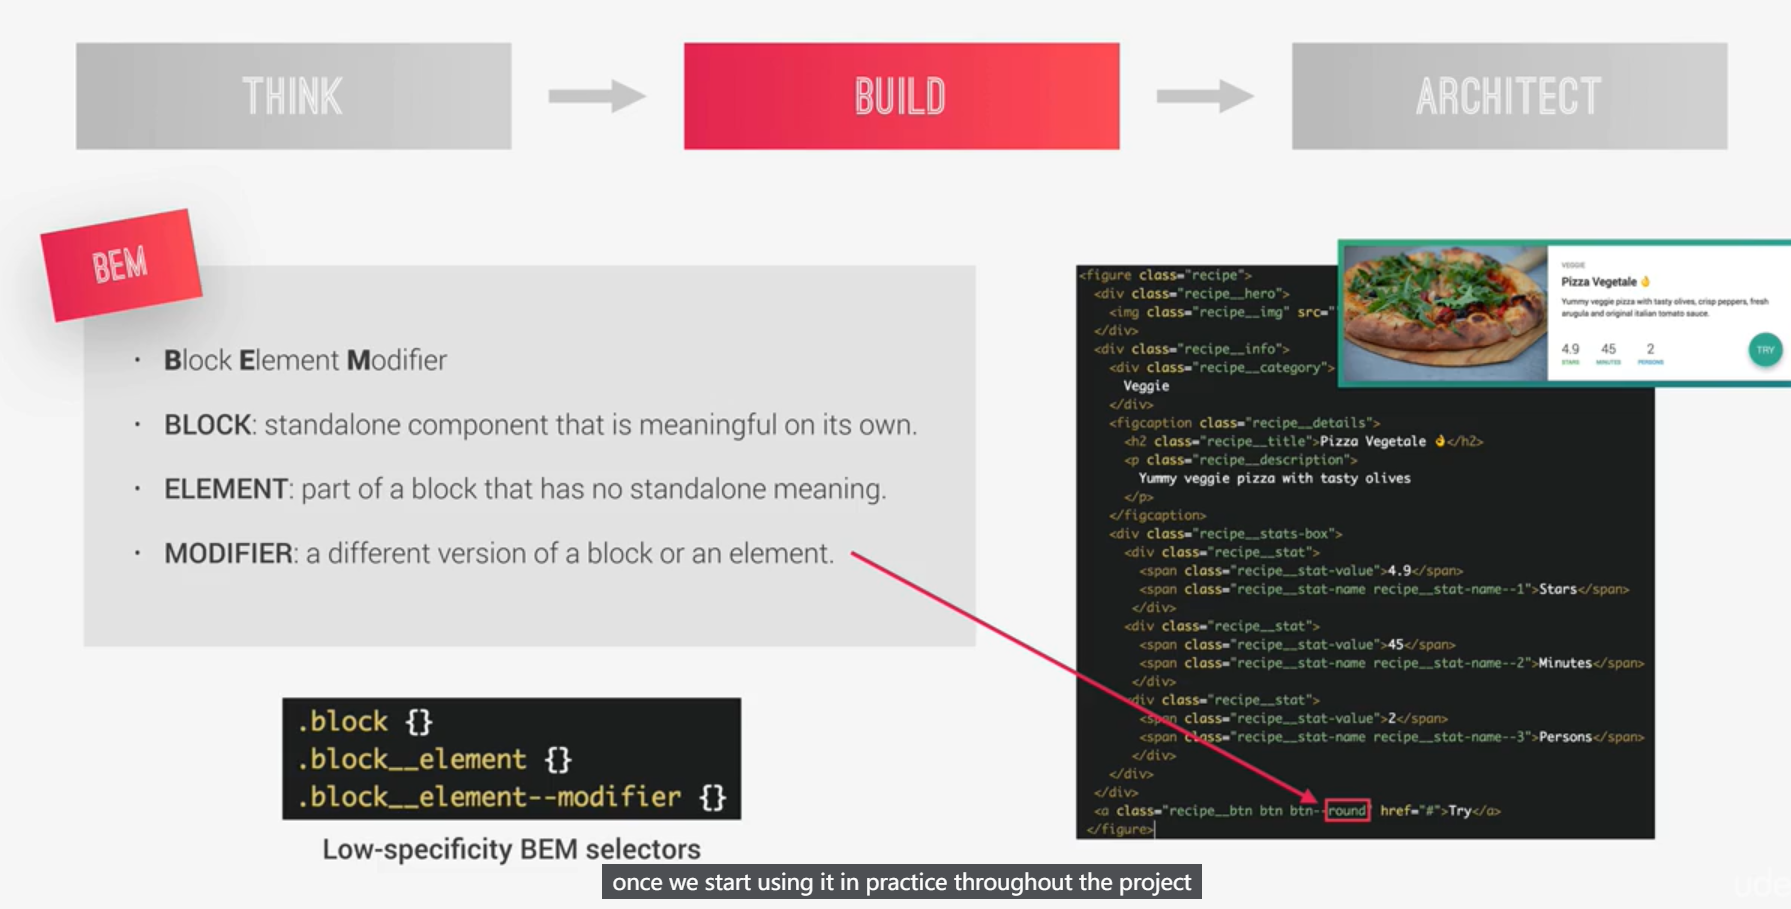 THINK
BUILD
ARCHITECT
BEM
· Block Element Modifier
· BLOCK: standalone component that is meaningful on its own.
· ELEMENT: part of a block that has no standalone meaning.
· MODIFIER: a different version of a block or an element.
.block {}
.block__element {}
.block__element--modifier {}
Low-specificity BEM selectors
<figure class="recipe">
<div class="recipe__hero">
<img class="recipe__img" src="
</div>
<div class="recipe__info">
<div class="recipe__category">
Veggie
</div>
<figcaption class="recipe__details">
<h2 class="recipe__title">Pizza Vegetale 👌</h2>
<p class="recipe__description">
Yummy veggie pizza with tasty olives
</p>
</figcaption>
<div class="recipe__stats-box">
<div class="recipe__stat">
<span class="recipe__stat-value">4.9</span>
<span class="recipe__stat-name recipe__stat-name--1">Stars</span>
</div>
<div class="recipe__stat">
<span class="recipe__stat-value">45</span>
<span class="recipe__stat-name recipe__stat-name--2">Minutes</span>
</div>
<div class="recipe__stat">
<span class="recipe__stat-value">2</span>
<span class="recipe__stat-name recipe__stat-name--3">Persons</span>
</div>
</div>
</div>
<a class="recipe__btn btn btn--round" href="#">Try</a>
</figure>
VEGGIE
Pizza Vegetale 👌
Yummy veggie pizza with tasty olives, crisp peppers, fresh
arugula and original italian tomato sauce.
4.9 45 2
STARS MINUTES PERSONS
TRY
once we start using it in practice throughout the project